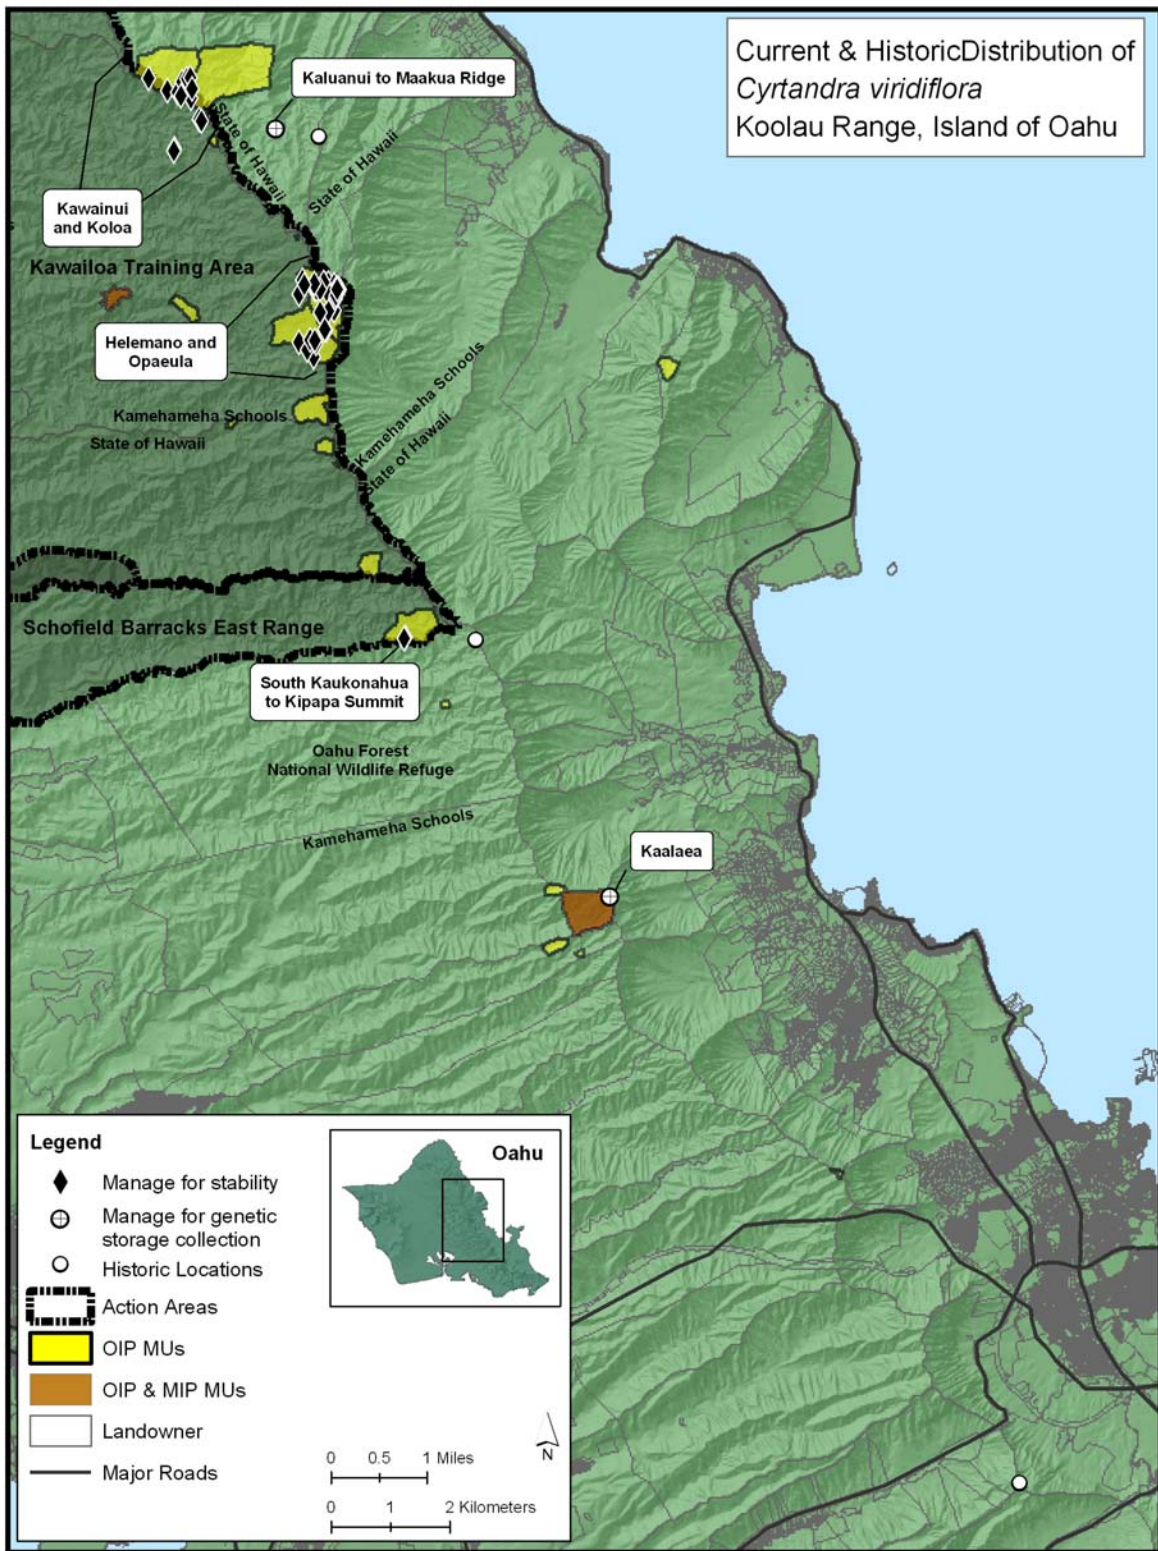 Current & HistoricDistribution of
Cyrtandra viridiflora
Koolau Range, Island of Oahu
Kaluanui to Maakua Ridge
State of Hawaii
State of Hawaii
Kawainui
and Koloa
Kawailoa Training Area
Helemano and
Opaeula
Kamehameha Schools
State of Hawaii
Kamehameha Schools
State of Hawaii
Schofield Barracks East Range
South Kaukonahua
to Kipapa Summit
Oahu Forest
National Wildlife Refuge
Kamehameha Schools
Kaalaea
Legend
Manage for stability
Manage for genetic
storage collection
Historic Locations
Action Areas
OIP MUs
OIP & MIP MUs
Landowner
Major Roads
Oahu
N
0 0.5 1 Miles
0 1 2 Kilometers